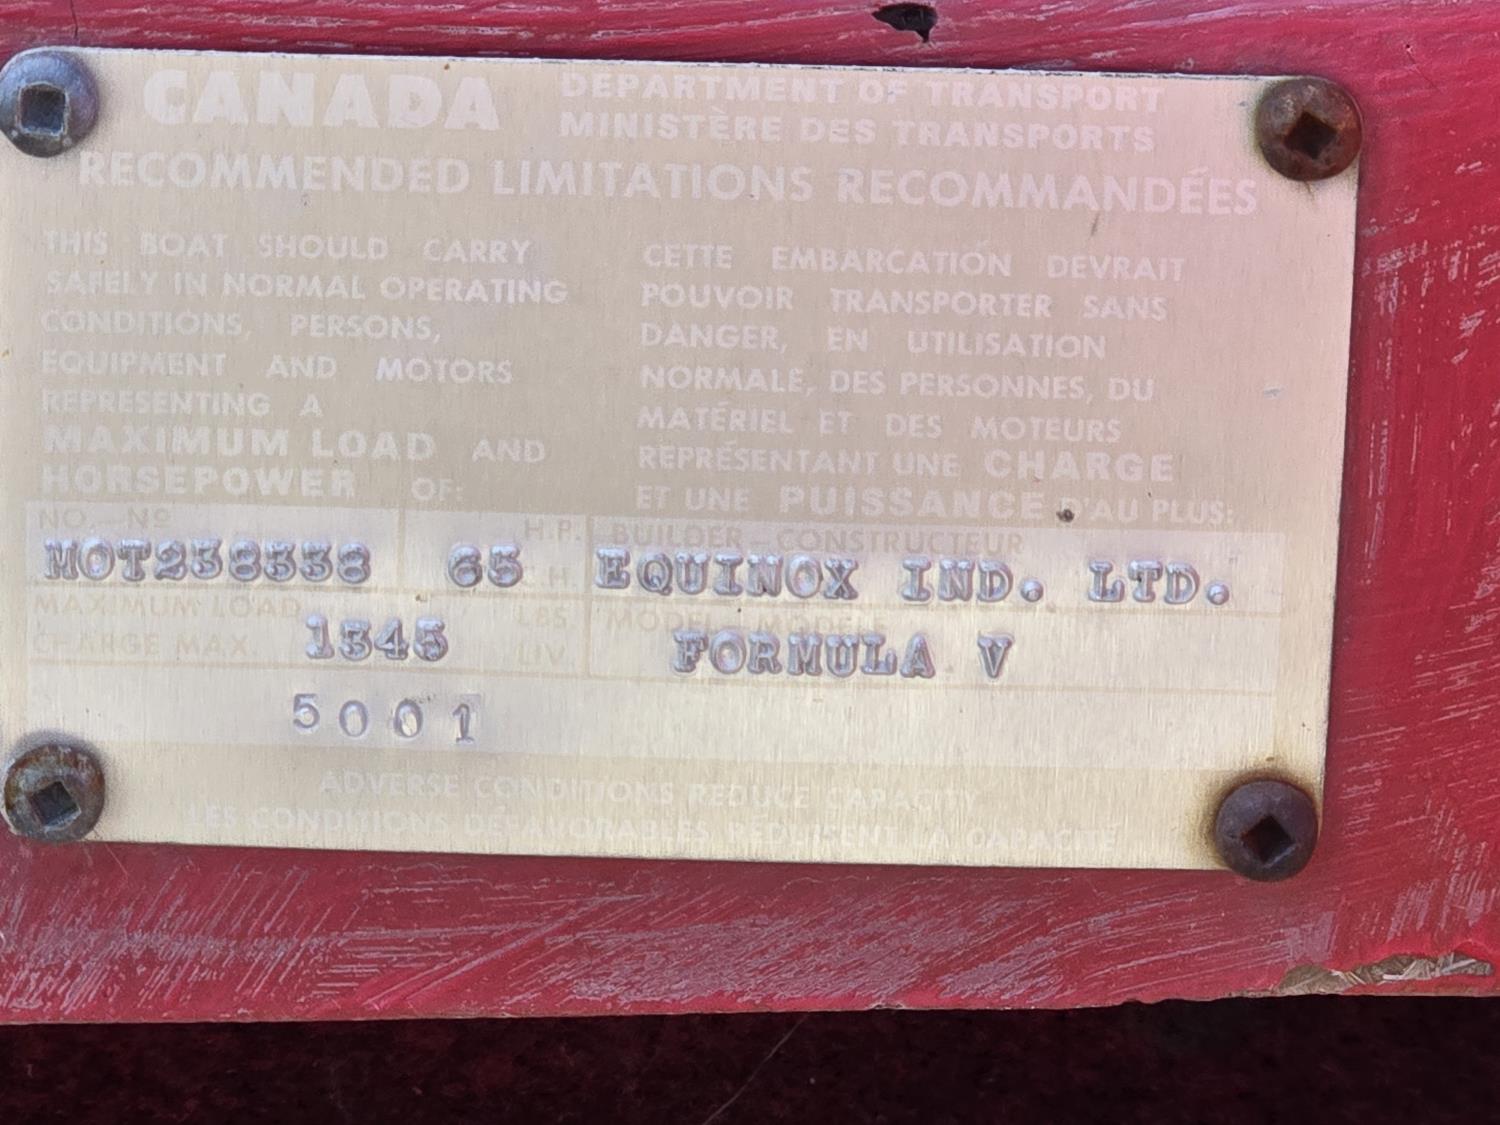 CANADA
DEPARTMENT OF TRANSPORT
MINISTÈRE DES TRANSPORTS
RECOMMENDED LIMITATIONS RECOMMANDÉES
THIS BOAT SHOULD CARRY
SAFELY IN NORMAL OPERATING
CONDITIONS, PERSONS,
EQUIPMENT AND MOTORS
REPRESENTING A
MAXIMUM LOAD AND
HORSEPOWER OF:
CETTE EMBARCATION DEVRAIT
POUVOIR TRANSPORTER SANS
DANGER, EN UTILISATION
NORMALE, DES PERSONNES, DU
MATÉRIEL ET DES MOTEURS
REPRÉSENTANT UNE CHARGE
ET UNE PUISSANCE D'AU PLUS:
NO.—Nº H.P. BUILDER—CONSTRUCTEUR
MOT238338 65 C.H. EQUINOX IND. LTD.
MAXIMUM LOAD LBS. MODEL—MODÈLE
CHARGE MAX. 1345 LIV. FORMULA V
5001
ADVERSE CONDITIONS REDUCE CAPACITY
LES CONDITIONS DÉFAVORABLES RÉDUISENT LA CAPACITÉ